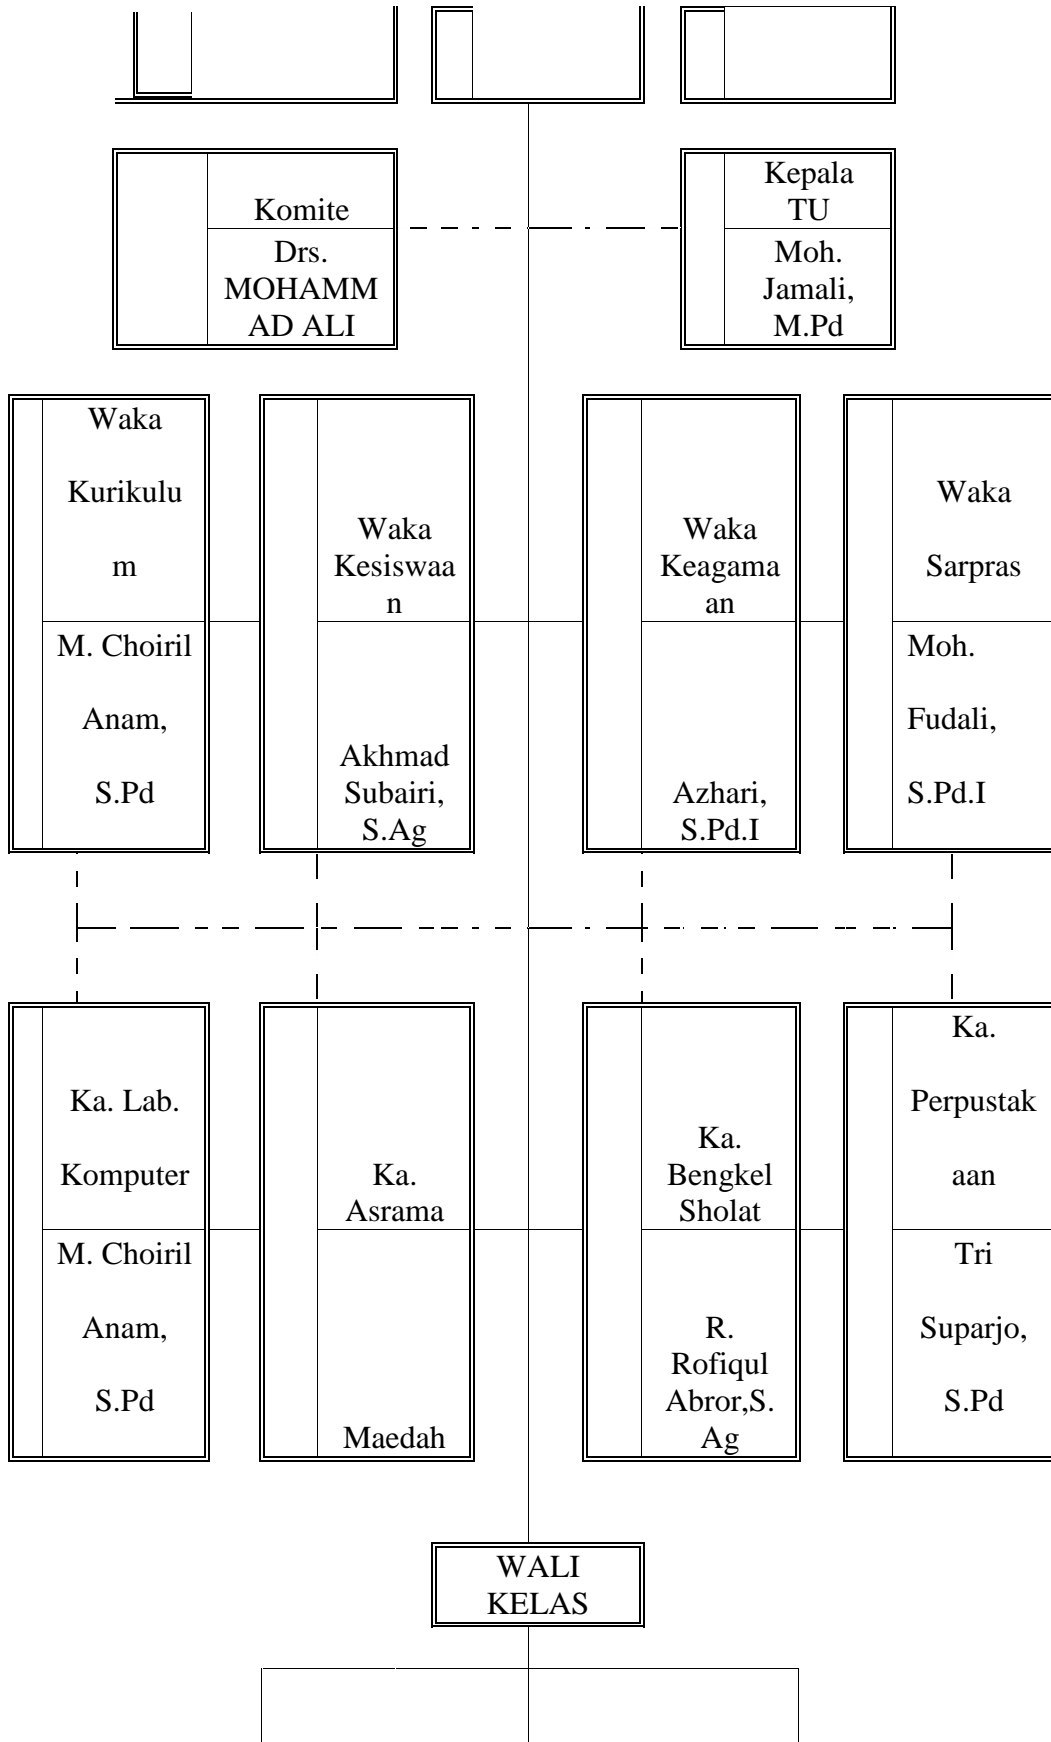 Komite
Drs.
MOHAMM
AD ALI
Kepala
TU
Moh.
Jamali,
M.Pd
Waka
Kurikulu
m
M. Choiril
Anam,
S.Pd
Waka
Kesiswaa
n
Akhmad
Subairi,
S.Ag
Waka
Keagama
an
Azhari,
S.Pd.I
Waka
Sarpras
Moh.
Fudali,
S.Pd.I
Ka. Lab.
Komputer
M. Choiril
Anam,
S.Pd
Ka.
Asrama
Maedah
Ka.
Bengkel
Sholat
R.
Rofiqul
Abror,S.
Ag
Ka.
Perpustak
aan
Tri
Suparjo,
S.Pd
WALI
KELAS